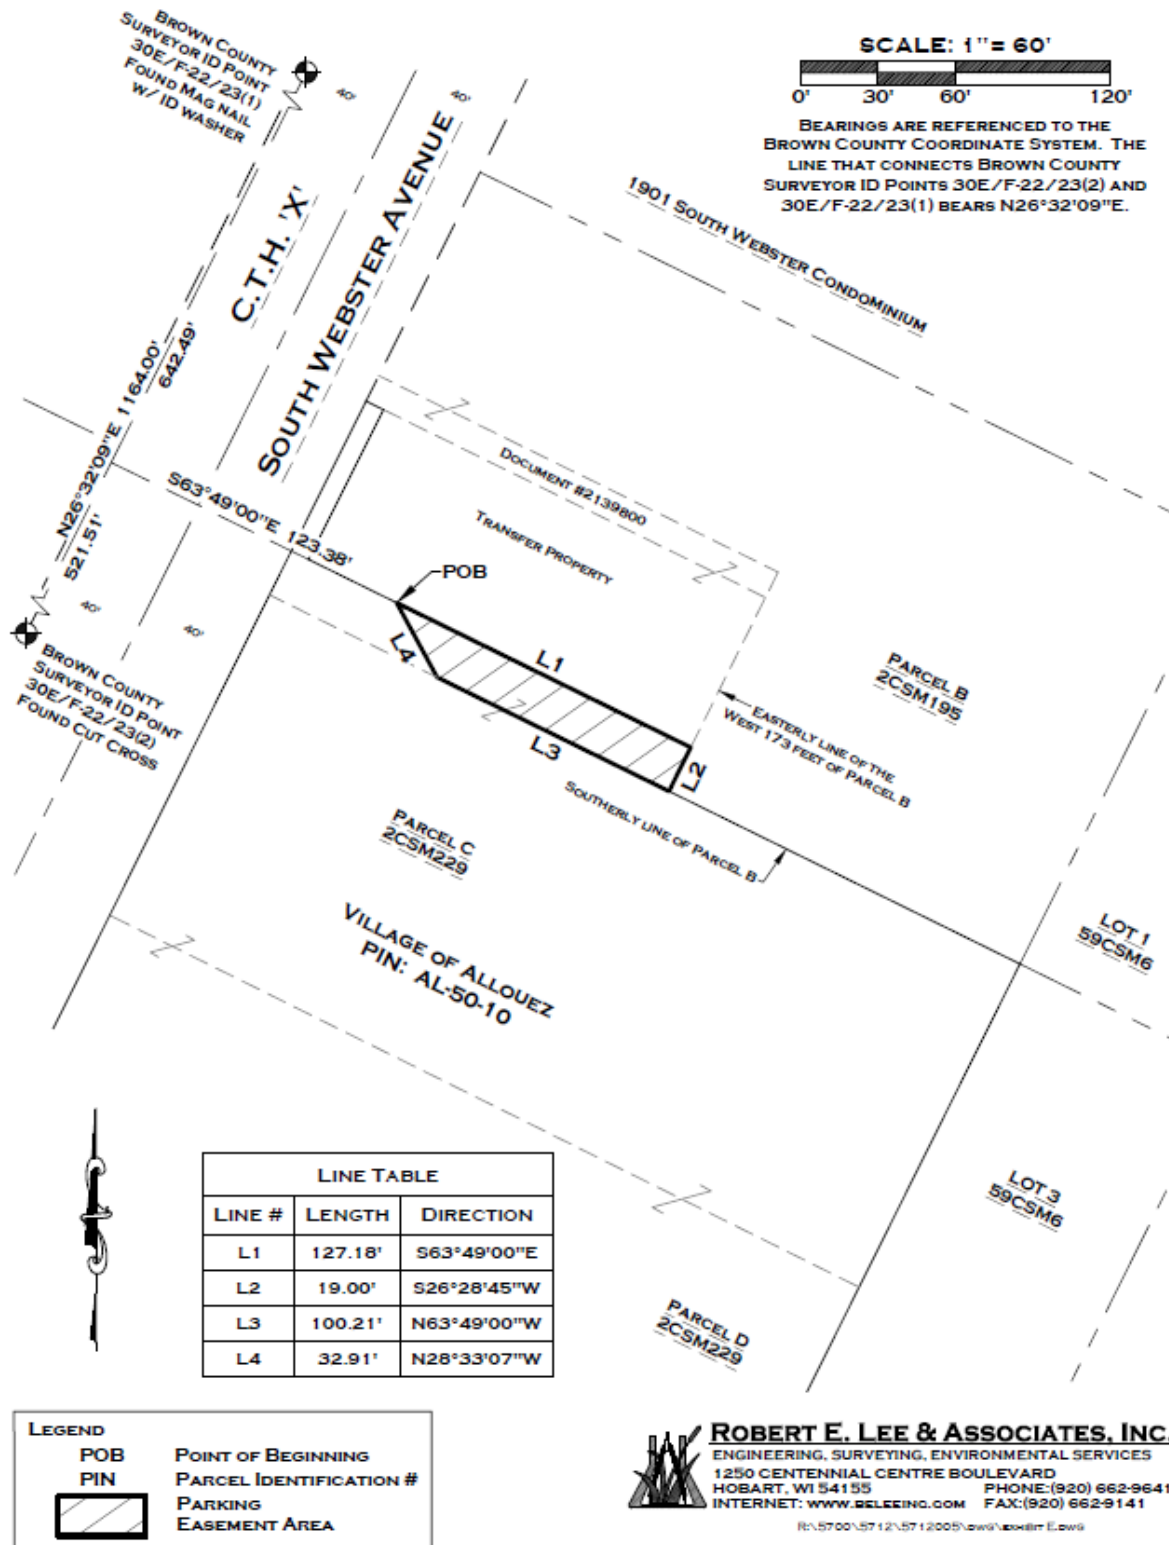 BROWN COUNTY
SURVEYOR ID POINT
30E/F-22/23(1)
FOUND MAG NAIL
W/ ID WASHER
40'
40'
SCALE: 1"= 60'
0' 30' 60' 120'
BEARINGS ARE REFERENCED TO THE
BROWN COUNTY COORDINATE SYSTEM. THE
LINE THAT CONNECTS BROWN COUNTY
SURVEYOR ID POINTS 30E/F-22/23(2) AND
30E/F-22/23(1) BEARS N26°32'09"E.
1901 SOUTH WEBSTER CONDOMINIUM
C.T.H. 'X'
SOUTH WEBSTER AVENUE
N26°32'09"E 1164.00'
642.49'
521.51'
S63°49'00"E 123.38'
DOCUMENT #2139800
TRANSFER PROPERTY
POB
40'
40'
BROWN COUNTY
SURVEYOR ID POINT
30E/F-22/23(2)
FOUND CUT CROSS
L1
L4
L3
L2
PARCEL B
2CSM195
EASTERLY LINE OF THE
WEST 173 FEET OF PARCEL B
SOUTHERLY LINE OF PARCEL B
PARCEL C
2CSM229
VILLAGE OF ALLOUEZ
PIN: AL-50-10
LOT 1
59CSM6
LOT 3
59CSM6
PARCEL D
2CSM229
LINE TABLE
LINE # LENGTH DIRECTION
L1 127.18' S63°49'00"E
L2 19.00' S26°28'45"W
L3 100.21' N63°49'00"W
L4 32.91' N28°33'07"W
LEGEND
POB POINT OF BEGINNING
PIN PARCEL IDENTIFICATION #
PARKING
EASEMENT AREA
ROBERT E. LEE & ASSOCIATES, INC.
ENGINEERING, SURVEYING, ENVIRONMENTAL SERVICES
1250 CENTENNIAL CENTRE BOULEVARD
HOBART, WI 54155 PHONE:(920) 662-9641
INTERNET: WWW.RELEEINC.COM FAX:(920) 662-9141
R:\5700\5712\5712005\DWG\EXHIBIT E.DWG